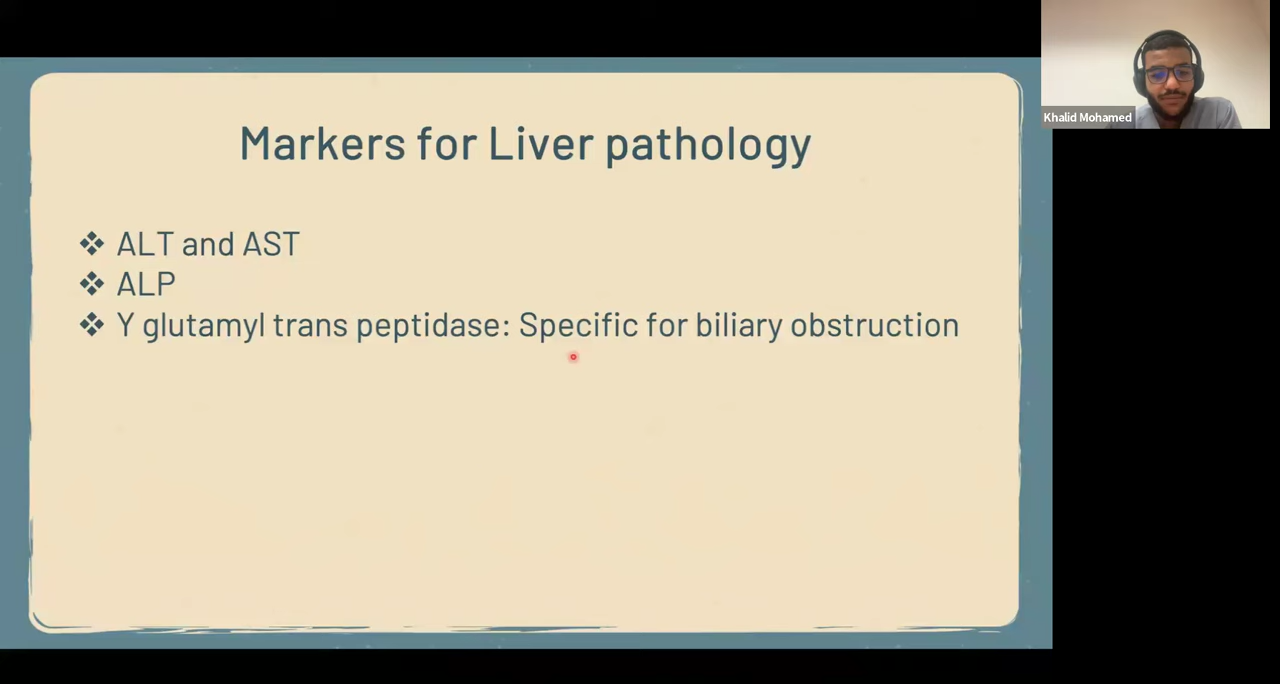 Markers for Liver pathology
❖ ALT and AST
❖ ALP
❖ Y glutamyl trans peptidase: Specific for biliary obstruction
Khalid Mohamed